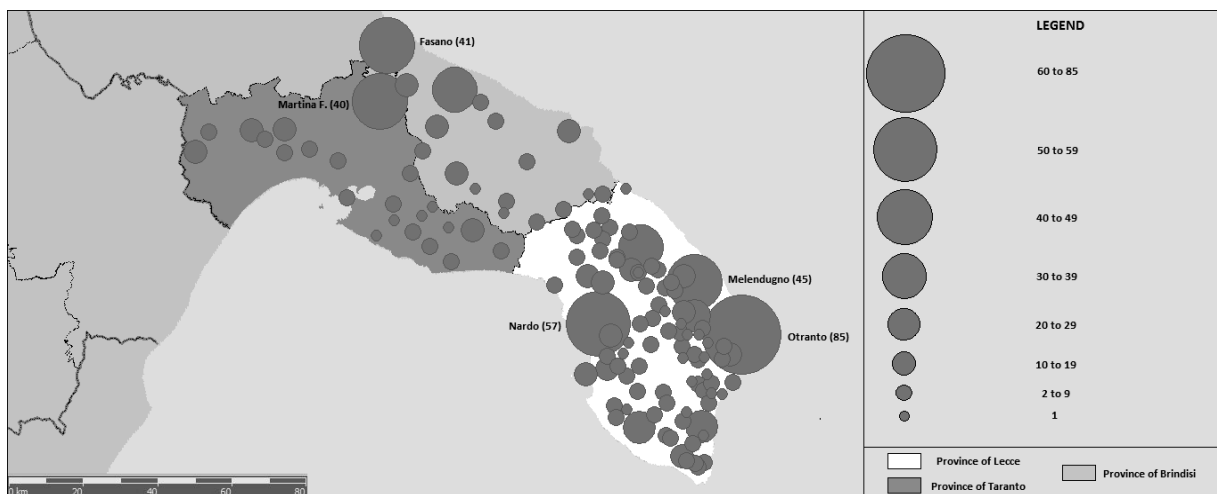 Fasano (41)
Martina F. (40)
Melendugno (45)
Nardo (57)
Otranto (85)
0 km 20 40 60 80
LEGEND
60 to 85
50 to 59
40 to 49
30 to 39
20 to 29
10 to 19
2 to 9
1
Province of Lecce
Province of Brindisi
Province of Taranto